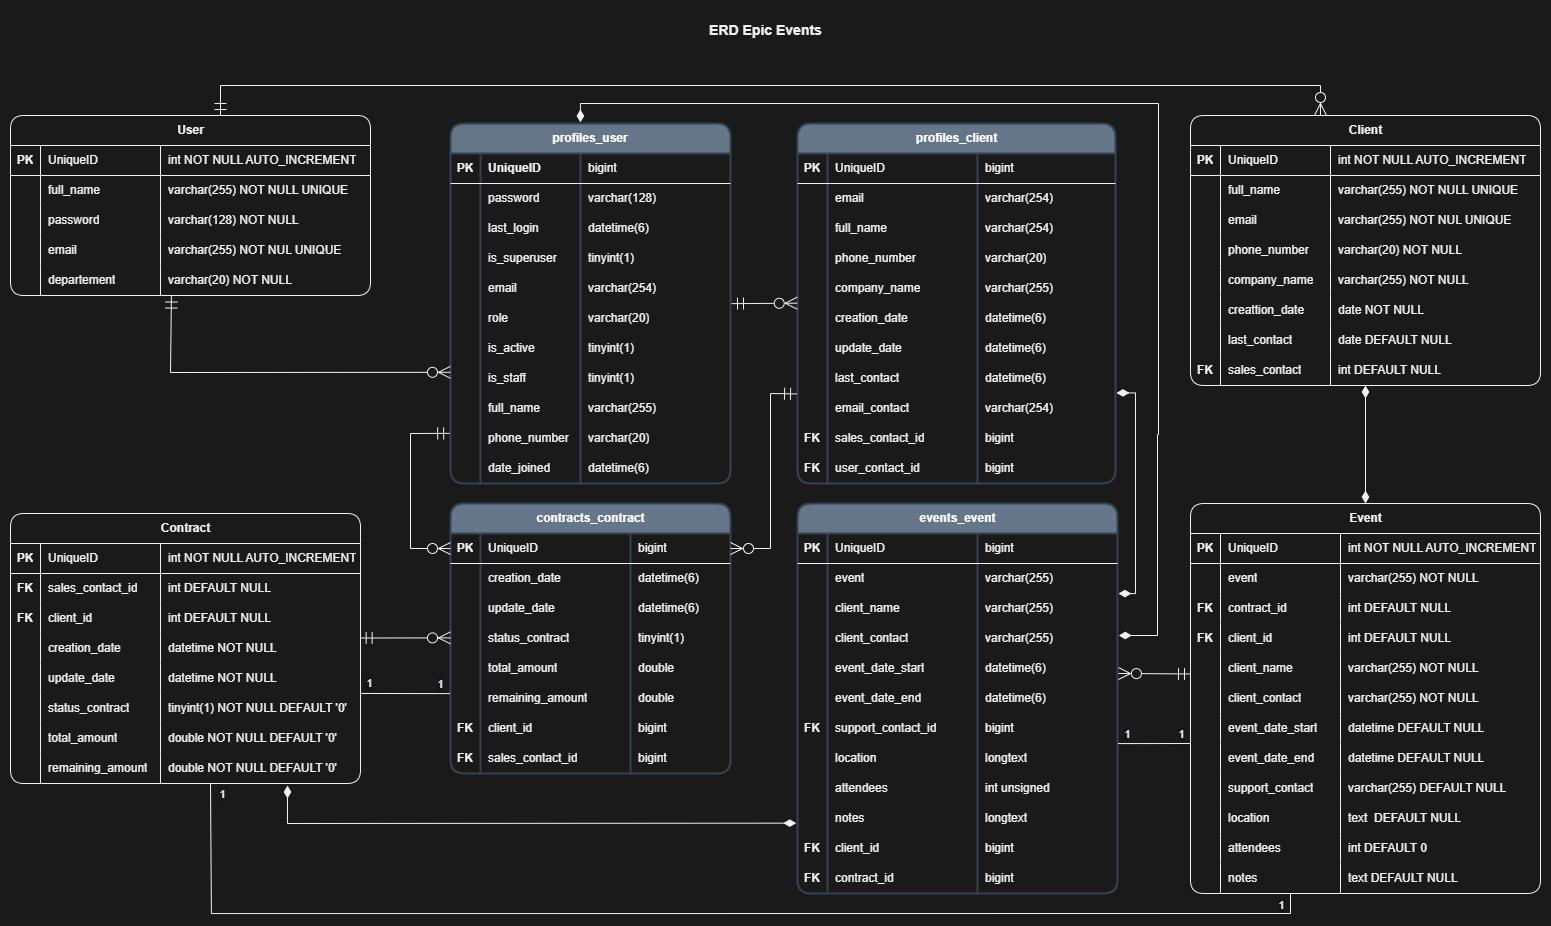 ERD Epic Events
User
PK UniqueID int NOT NULL AUTO_INCREMENT
full_name varchar(255) NOT NULL UNIQUE
password varchar(128) NOT NULL
email varchar(255) NOT NUL UNIQUE
departement varchar(20) NOT NULL
profiles_user
PK UniqueID bigint
password varchar(128)
last_login datetime(6)
is_superuser tinyint(1)
email varchar(254)
role varchar(20)
is_active tinyint(1)
is_staff tinyint(1)
full_name varchar(255)
phone_number varchar(20)
date_joined datetime(6)
profiles_client
PK UniqueID bigint
email varchar(254)
full_name varchar(254)
phone_number varchar(20)
company_name varchar(255)
creation_date datetime(6)
update_date datetime(6)
last_contact datetime(6)
email_contact varchar(254)
FK sales_contact_id bigint
FK user_contact_id bigint
Client
PK UniqueID int NOT NULL AUTO_INCREMENT
full_name varchar(255) NOT NULL UNIQUE
email varchar(255) NOT NUL UNIQUE
phone_number varchar(20) NOT NULL
company_name varchar(255) NOT NULL
creattion_date date NOT NULL
last_contact date DEFAULT NULL
FK sales_contact int DEFAULT NULL
Contract
PK UniqueID int NOT NULL AUTO_INCREMENT
FK sales_contact_id int DEFAULT NULL
FK client_id int DEFAULT NULL
creation_date datetime NOT NULL
update_date datetime NOT NULL
status_contract tinyint(1) NOT NULL DEFAULT '0'
total_amount double NOT NULL DEFAULT '0'
remaining_amount double NOT NULL DEFAULT '0'
1
1
1
contracts_contract
PK UniqueID bigint
creation_date datetime(6)
update_date datetime(6)
status_contract tinyint(1)
total_amount double
remaining_amount double
FK client_id bigint
FK sales_contact_id bigint
events_event
PK UniqueID bigint
event varchar(255)
client_name varchar(255)
client_contact varchar(255)
event_date_start datetime(6)
event_date_end datetime(6)
FK support_contact_id bigint
location longtext
attendees int unsigned
notes longtext
FK client_id bigint
FK contract_id bigint
1
1
Event
PK UniqueID int NOT NULL AUTO_INCREMENT
event varchar(255) NOT NULL
FK contract_id int DEFAULT NULL
FK client_id int DEFAULT NULL
client_name varchar(255) NOT NULL
client_contact varchar(255) NOT NULL
event_date_start datetime DEFAULT NULL
event_date_end datetime DEFAULT NULL
support_contact varchar(255) DEFAULT NULL
location text DEFAULT NULL
attendees int DEFAULT 0
notes text DEFAULT NULL
1